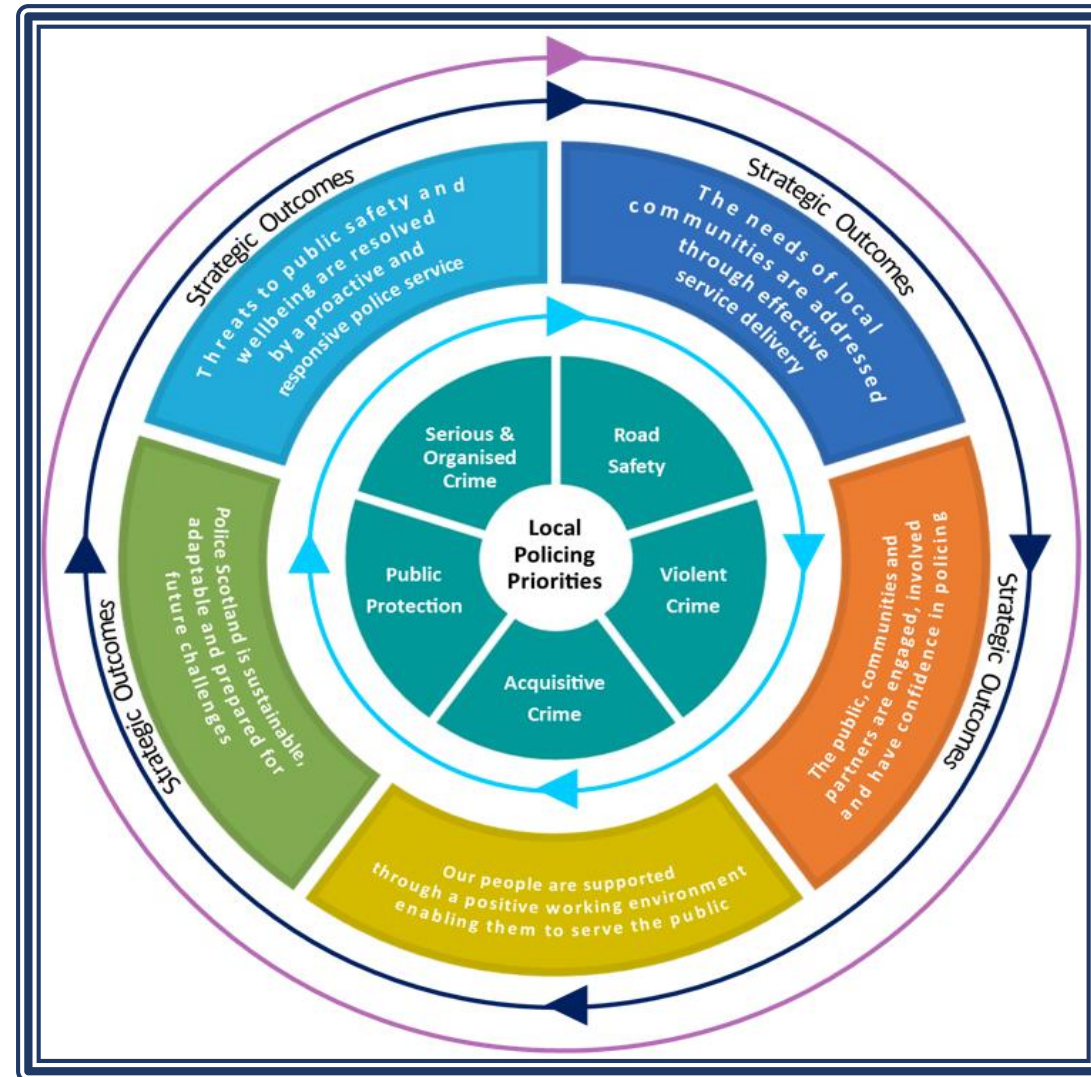 Strategic Outcomes
Threats to public safety and
wellbeing are resolved
by a proactive and
responsive police service
Strategic Outcomes
The needs of local
communities are addressed
through effective
service delivery
Strategic Outcomes
The public, communities and
partners are engaged, involved
and have confidence in policing
Our people are supported
through a positive working environment
enabling them to serve the public
Strategic Outcomes
Police Scotland is sustainable,
adaptable and prepared for
future challenges
Local
Policing
Priorities
Serious &
Organised
Crime
Road
Safety
Violent
Crime
Acquisitive
Crime
Public
Protection